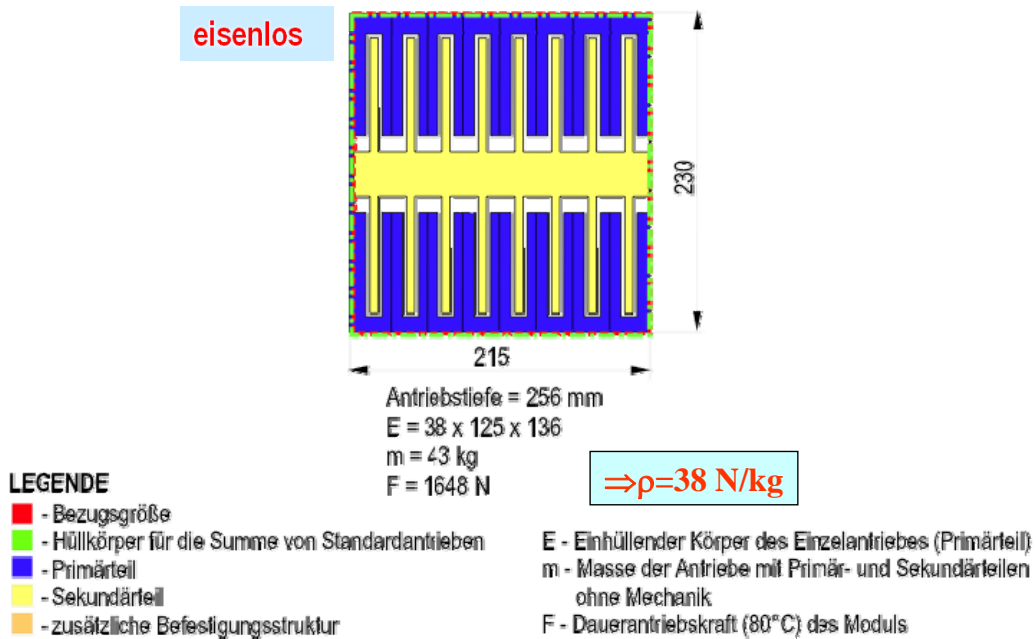 eisenlos
230
215
Antriebstiefe = 256 mm
E = 38 x 125 x 136
m = 43 kg
F = 1648 N
⇒ρ=38 N/kg
LEGENDE
- Bezugsgröße
- Hüllkörper für die Summe von Standardantrieben
- Primärteil
- Sekundärteil
- zusätzliche Befestigungsstruktur
E - Einhüllender Körper des Einzelantriebes (Primärteil)
m - Masse der Antriebe mit Primär- und Sekundärteilen
ohne Mechanik
F - Dauerantriebskraft (80°C) des Moduls